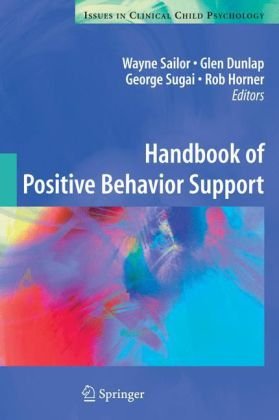 ISSUES IN CLINICAL CHILD PSYCHOLOGY
Wayne Sailor · Glen Dunlap
George Sugai · Rob Horner
Editors
Handbook of
Positive Behavior Support
Springer